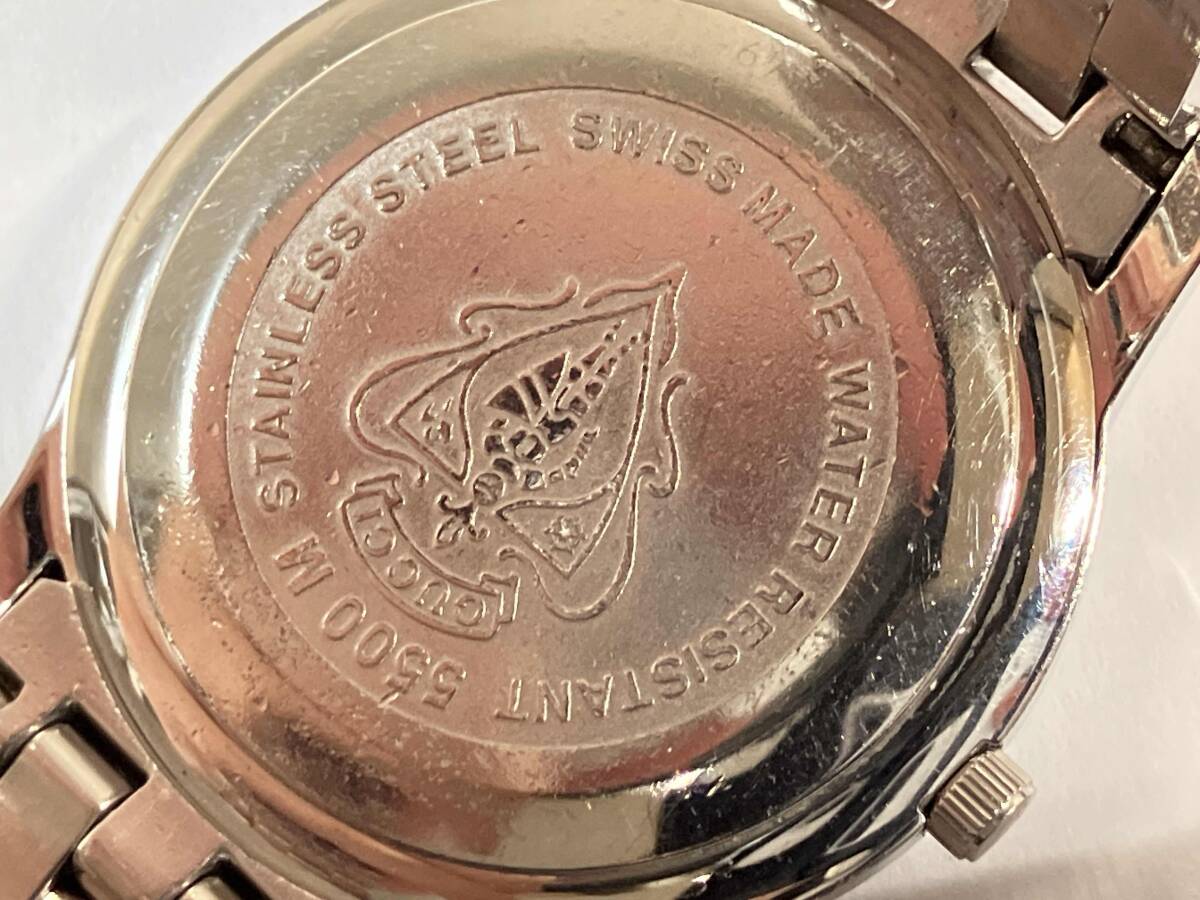 STAINLESS STEEL SWISS MADE WATER RESISTANT 5500 M
GUCCI